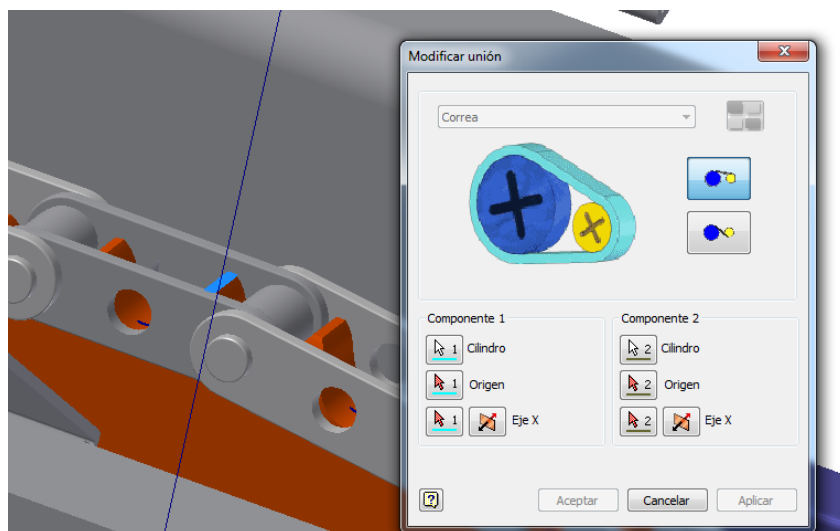 Modificar unión
Correa
Componente 1
1 Cilindro
1 Origen
1 Eje X
Componente 2
2 Cilindro
2 Origen
2 Eje X
?
Aceptar
Cancelar
Aplicar